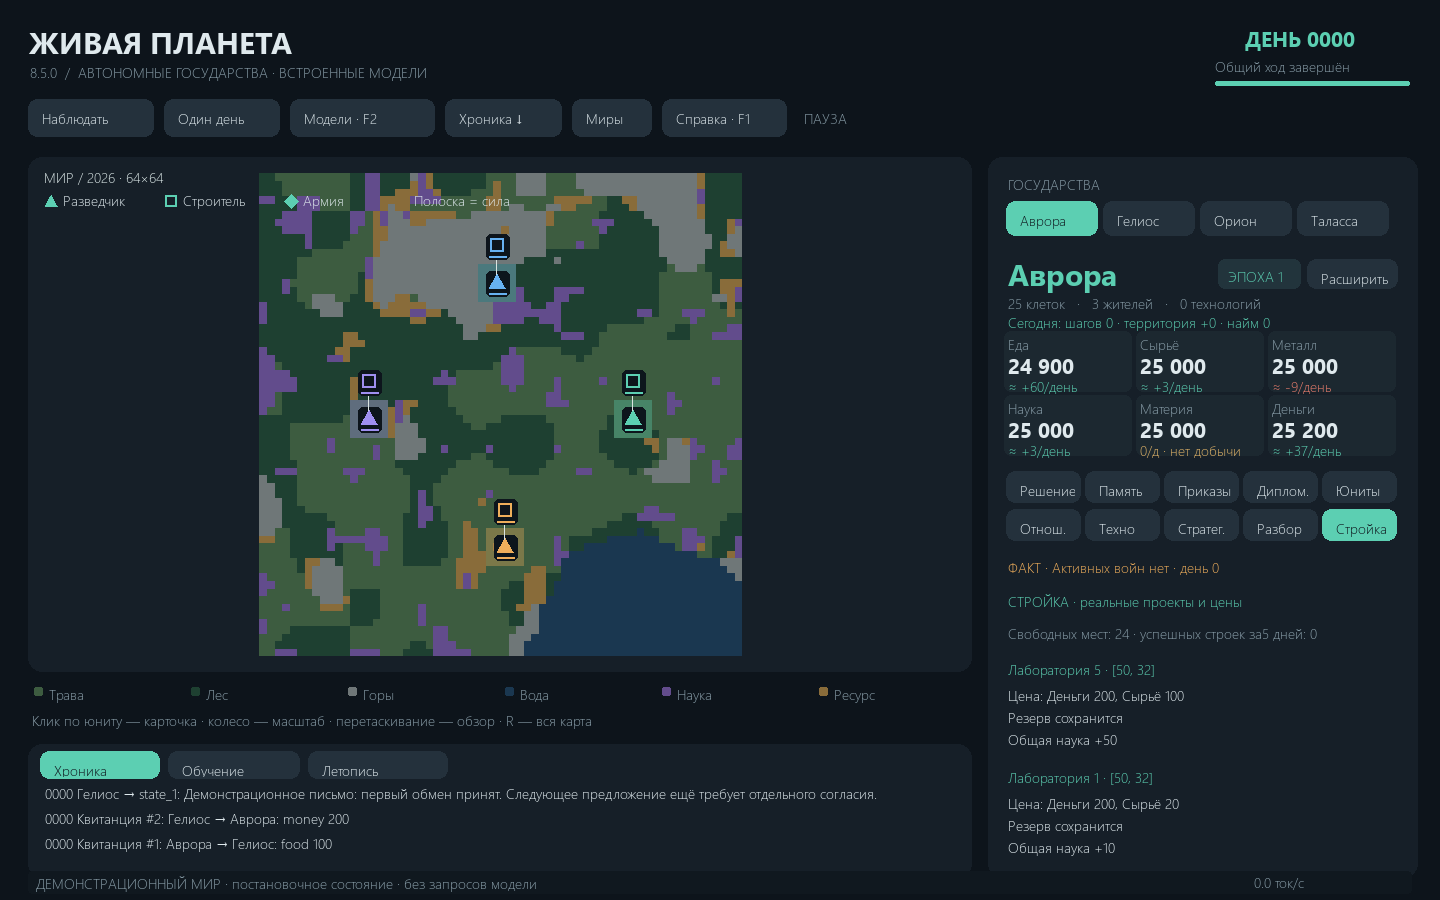 ЖИВАЯ ПЛАНЕТА
8.5.0 / АВТОНОМНЫЕ ГОСУДАРСТВА · ВСТРОЕННЫЕ МОДЕЛИ
ДЕНЬ 0000
Общий ход завершён
Наблюдать
Один день
Модели · F2
Хроника ↓
Миры
Справка · F1
ПАУЗА
МИР / 2026 · 64×64
Разведчик
Строитель
Армия
Полоска = сила
Трава
Лес
Горы
Вода
Наука
Ресурс
Клик по юниту — карточка · колесо — масштаб · перетаскивание — обзор · R — вся карта
Хроника
Обучение
Летопись
0000 Гелиос → state_1: Демонстрационное письмо: первый обмен принят. Следующее предложение ещё требует отдельного согласия.
0000 Квитанция #2: Гелиос → Аврора: money 200
0000 Квитанция #1: Аврора → Гелиос: food 100
ГОСУДАРСТВА
Аврора
Гелиос
Орион
Таласса
Аврора
ЭПОХА 1
Расширить
25 клеток · 3 жителей · 0 технологий
Сегодня: шагов 0 · территория +0 · найм 0
Еда
24 900
≈ +60/день
Сырьё
25 000
≈ +3/день
Металл
25 000
≈ -9/день
Наука
25 000
≈ +3/день
Материя
25 000
0/д · нет добычи
Деньги
25 200
≈ +37/день
Решение
Память
Приказы
Диплом.
Юниты
Отнош.
Техно
Стратег.
Разбор
Стройка
ФАКТ · Активных войн нет · день 0
СТРОЙКА · реальные проекты и цены
Свободных мест: 24 · успешных строек за5 дней: 0
Лаборатория 5 · [50, 32]
Цена: Деньги 200, Сырьё 100
Резерв сохранится
Общая наука +50
Лаборатория 1 · [50, 32]
Цена: Деньги 200, Сырьё 20
Резерв сохранится
Общая наука +10
ДЕМОНСТРАЦИОННЫЙ МИР · постановочное состояние · без запросов модели
0.0 ток/с